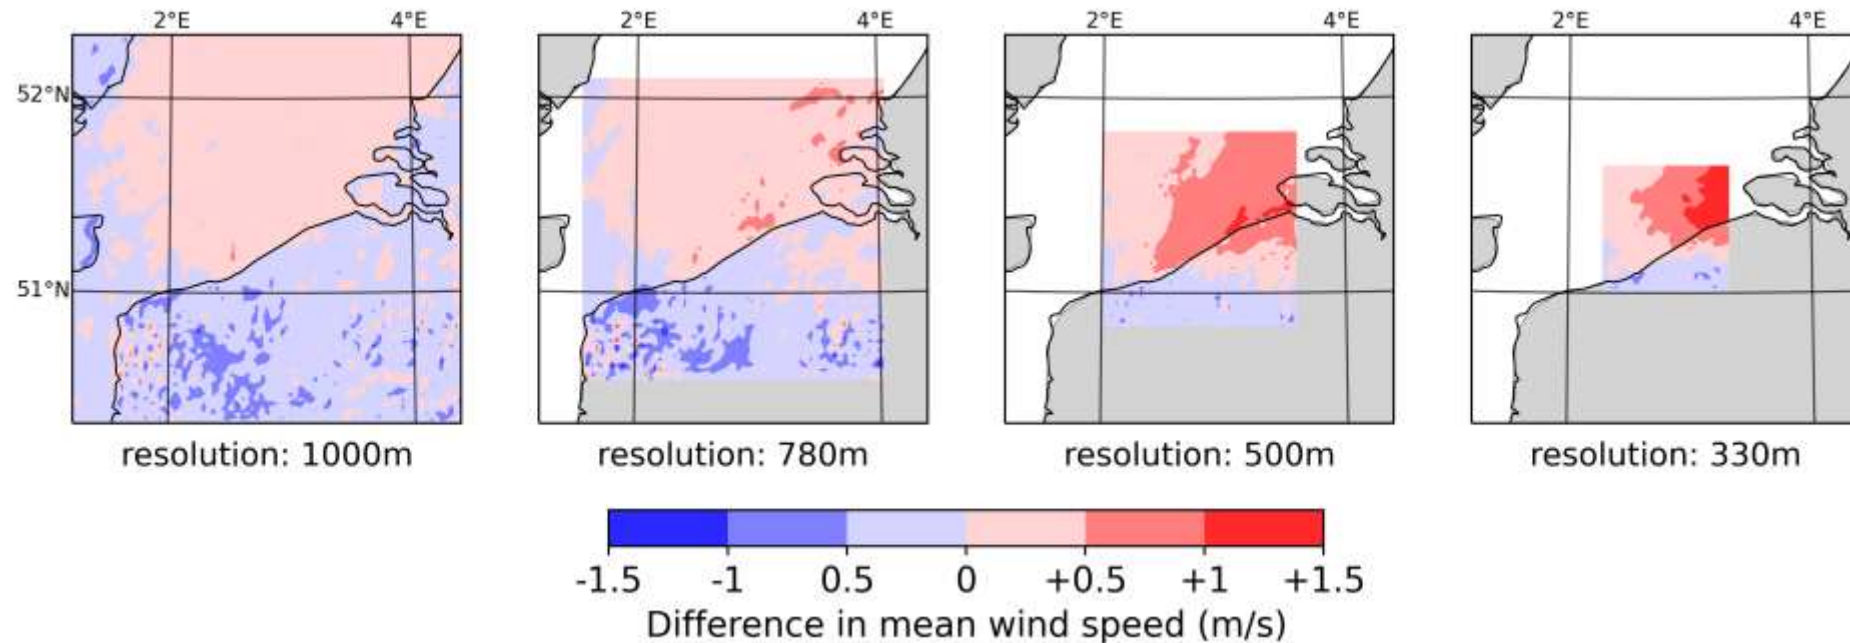 2°E 4°E 2°E 4°E 2°E 4°E 2°E 4°E
52°N
51°N
resolution: 1000m resolution: 780m resolution: 500m resolution: 330m
-1.5 -1 0.5 0 +0.5 +1 +1.5
Difference in mean wind speed (m/s)